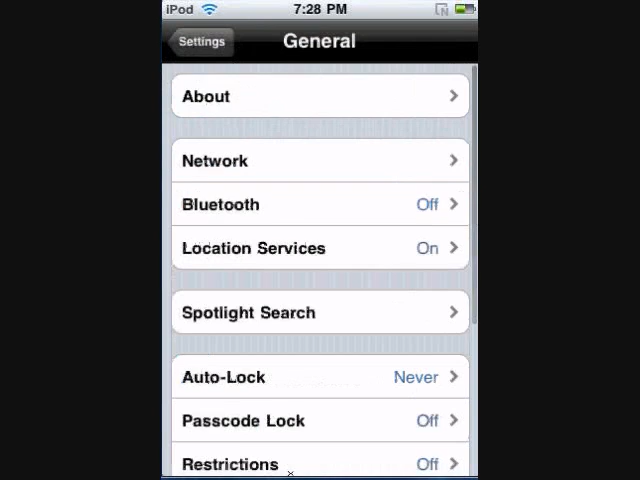 iPod 7:28 PM
Settings General
About
Network
Bluetooth Off
Location Services On
Spotlight Search
Auto-Lock Never
Passcode Lock Off
Restrictions Off